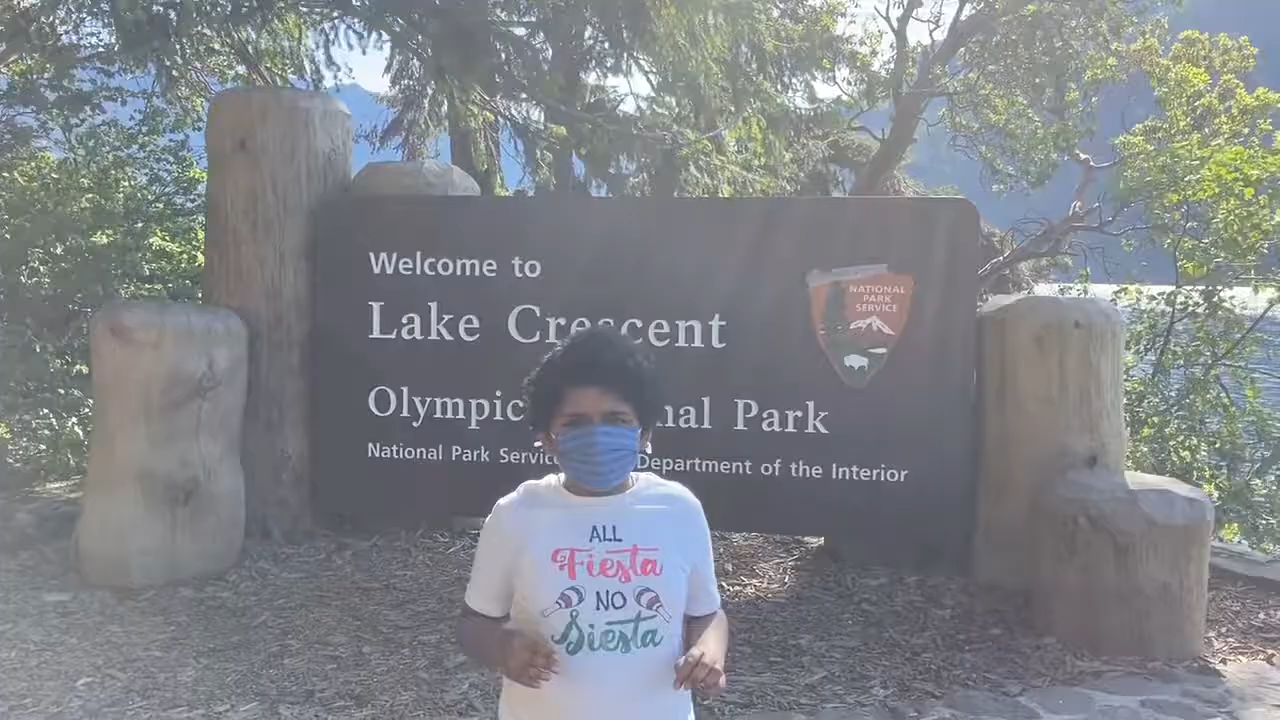 Welcome to
Lake Crescent
Olympic nal Park
National Park Service Department of the Interior
NATIONAL
PARK
SERVICE
ALL
Fiesta
NO
Siesta